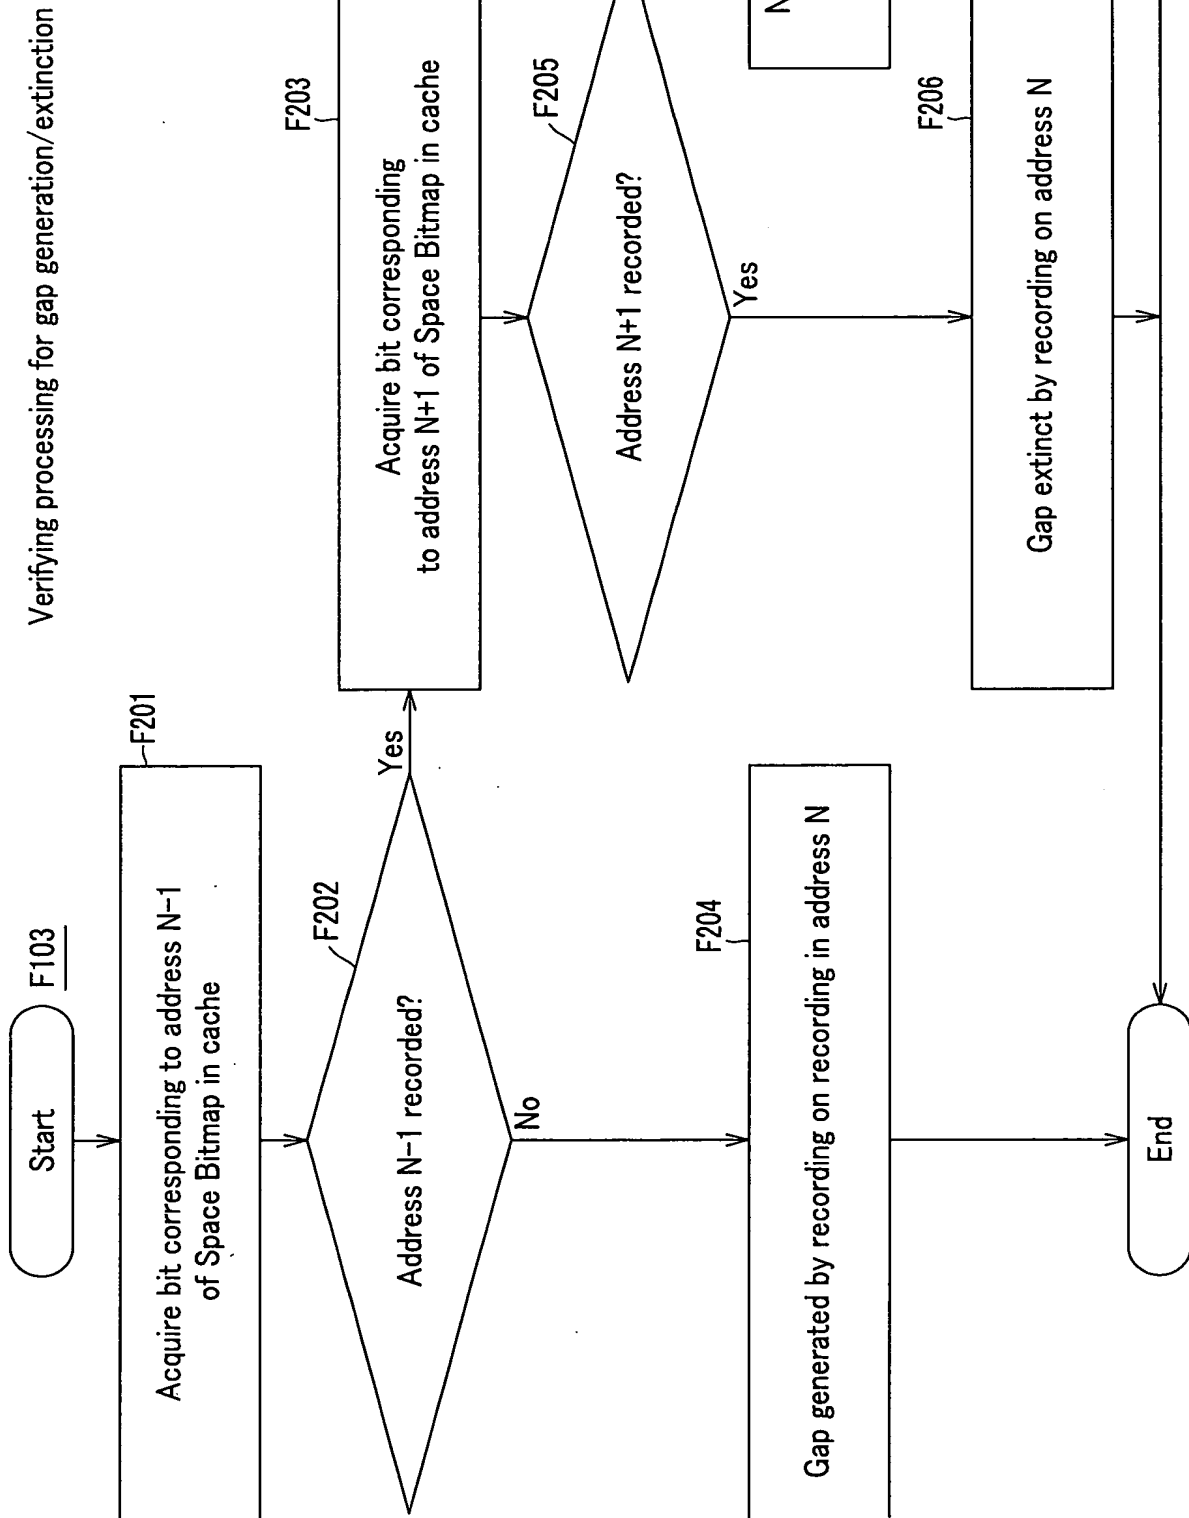 Verifying processing for gap generation/extinction
Start
F103
F201
Acquire bit corresponding to address N-1
of Space Bitmap in cache
F202
Address N-1 recorded?
Yes
No
F203
Acquire bit corresponding
to address N+1 of Space Bitmap in cache
F205
Address N+1 recorded?
Yes
F204
Gap generated by recording on recording in address N
N
F206
Gap extinct by recording on address N
End